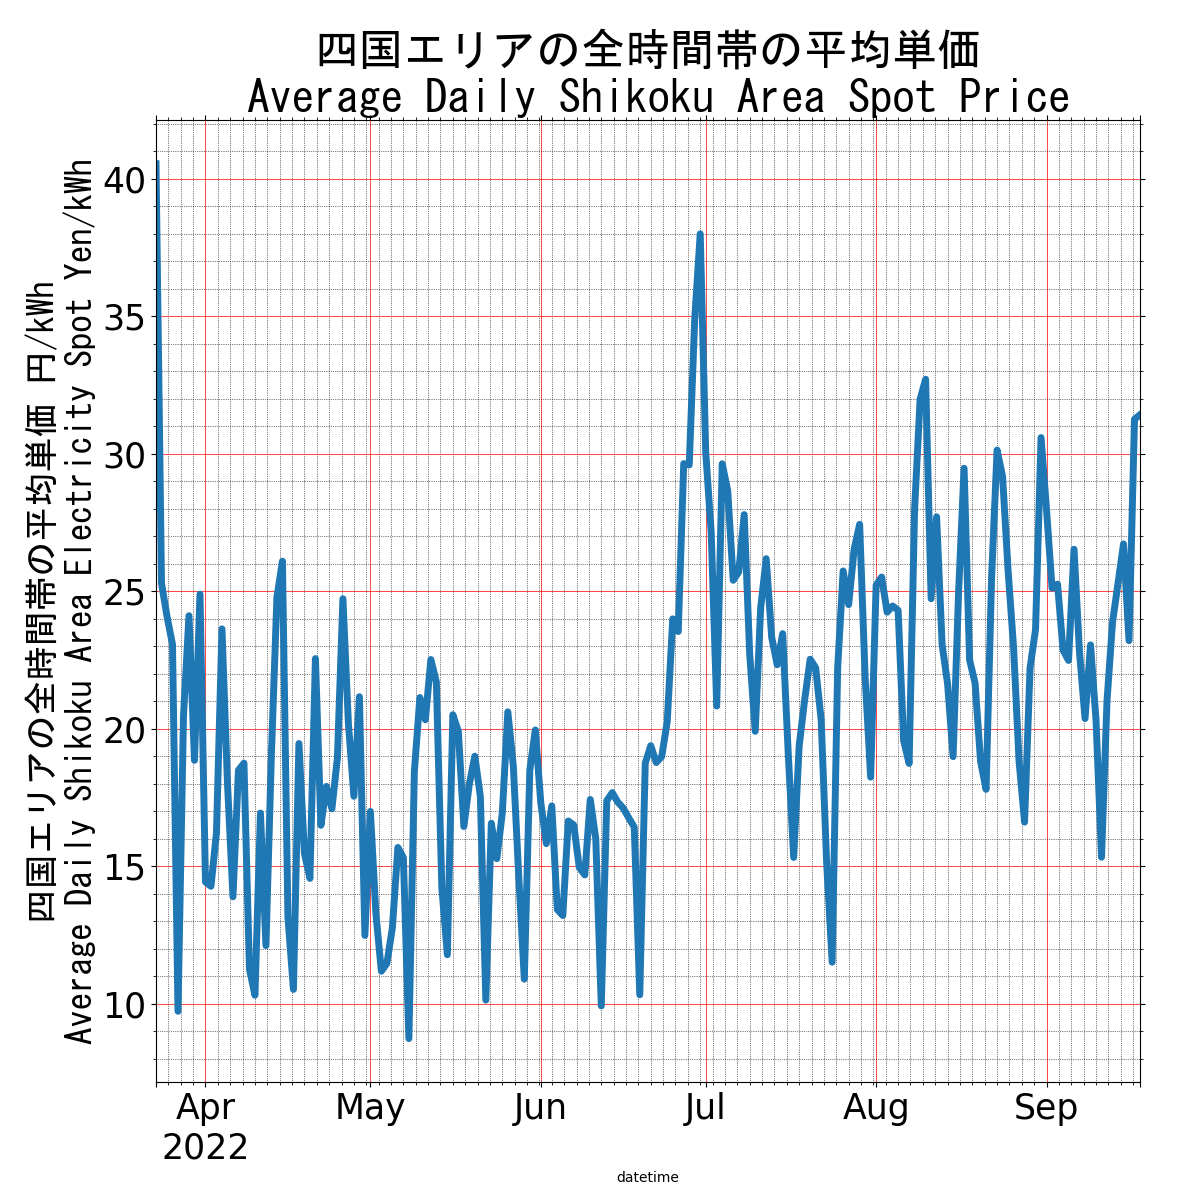 四国エリアの全時間帯の平均単価
Average Daily Shikoku Area Spot Price
四国エリアの全時間帯の平均単価 円/kWh
Average Daily Shikoku Area Electricity Spot Yen/kWh
40
35
30
25
20
15
10
Apr
May
Jun
Jul
Aug
Sep
2022
datetime